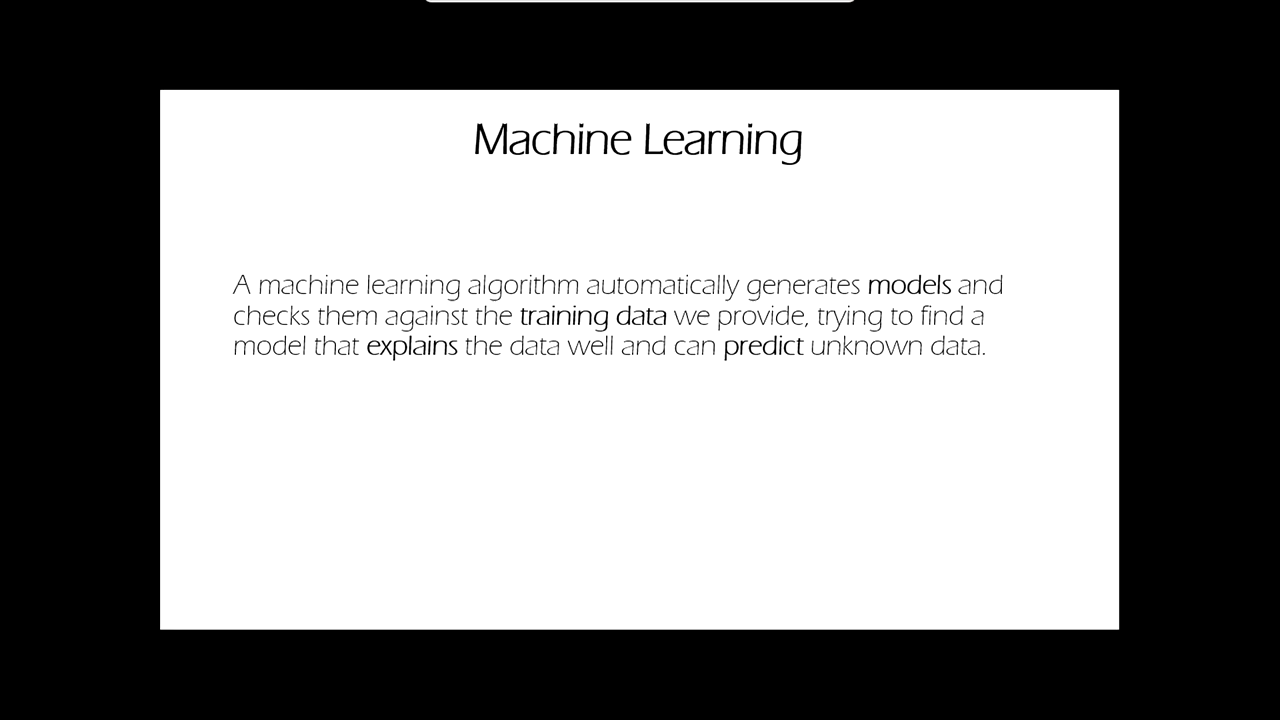 Machine Learning
A machine learning algorithm automatically generates models and
checks them against the training data we provide, trying to find a
model that explains the data well and can predict unknown data.